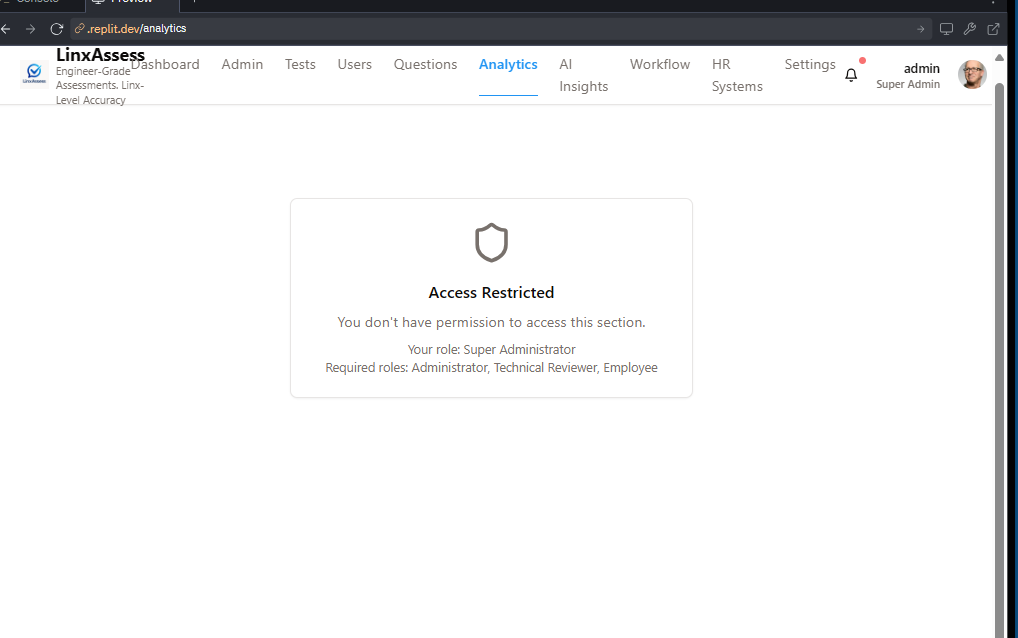 Console
Preview
.replit.dev/analytics
LinxAssess
Engineer-Grade
Assessments. Linx-
Level Accuracy
LinxAssess
Dashboard
Admin
Tests
Users
Questions
Analytics
AI
Insights
Workflow
HR
Systems
Settings
admin
Super Admin
Access Restricted
You don't have permission to access this section.
Your role: Super Administrator
Required roles: Administrator, Technical Reviewer, Employee